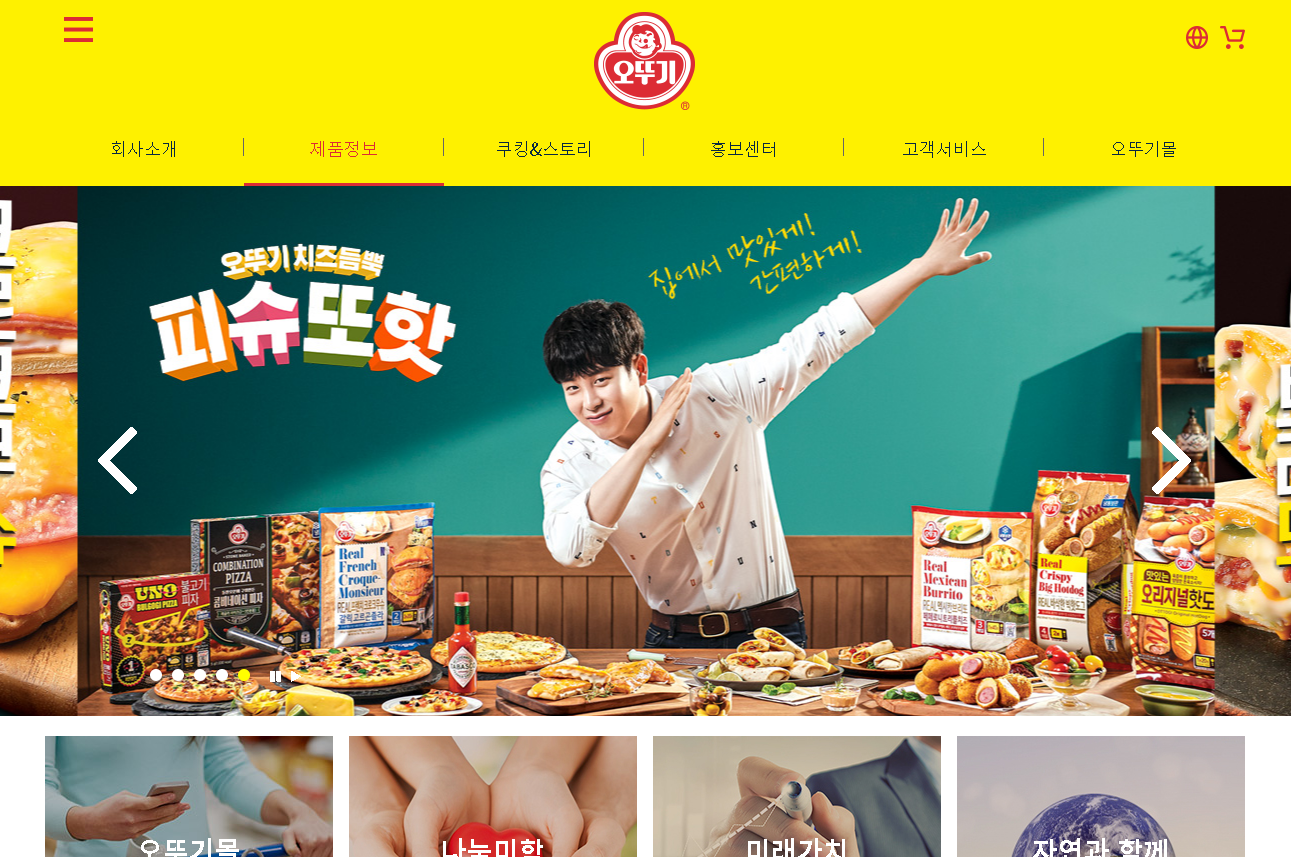 오뚜기
®
회사소개
제품정보
쿠킹&스토리
홍보센터
고객서비스
오뚜기몰
오뚜기 치즈듬뿍
피슈또핫
집에서 맛있게!
간편하게!
UNO
불고기
피자
BULGOGI PIZZA
COMBINATION
PIZZA
콤비네이션 피자
Real
French
Croque-
Monsieur
TABASCO
Real
Mexican
Burrito
Real
Crispy
Big Hotdog
맛있는
오리지널핫도
오뚜기몰
나눔미학
미래가치
자연과 함께